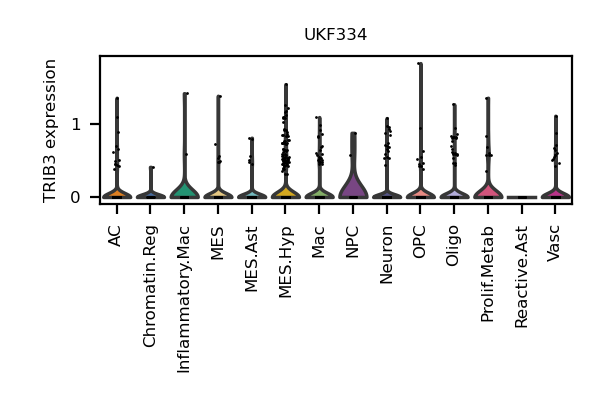 UKF334
TRIB3 expression
1
0
AC
Chromatin.Reg
Inflammatory.Mac
MES
MES.Ast
MES.Hyp
Mac
NPC
Neuron
OPC
Oligo
Prolif.Metab
Reactive.Ast
Vasc